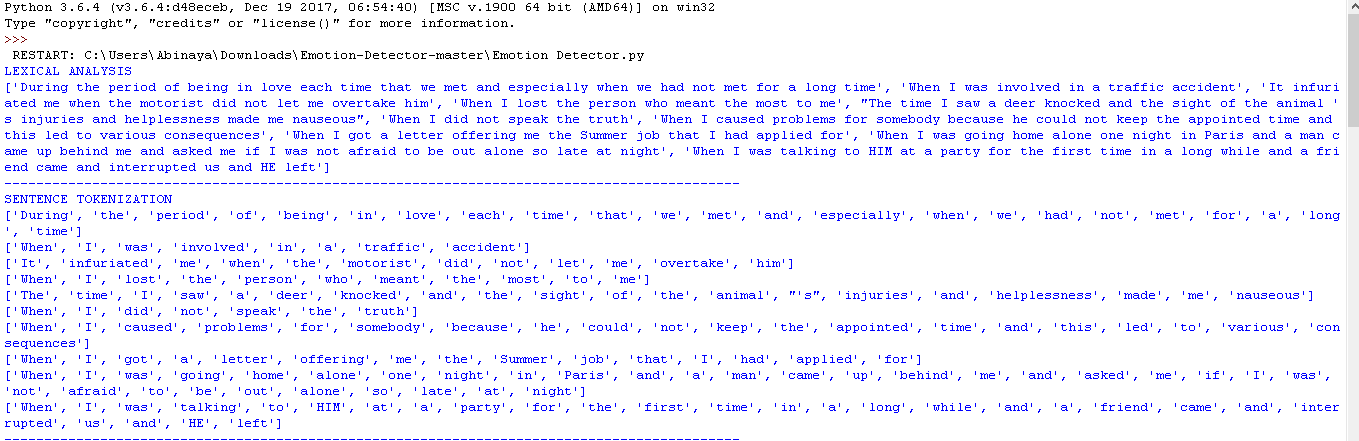 Python 3.6.4 (v3.6.4:d48eceb, Dec 19 2017, 06:54:40) [MSC v.1900 64 bit (AMD64)] on win32
Type "copyright", "credits" or "license()" for more information.
>>>
 RESTART: C:\Users\Abinaya\Downloads\Emotion-Detector-master\Emotion Detector.py
LEXICAL ANALYSIS
['During the period of being in love each time that we met and especially when we had not met for a long time', 'When I was involved in a traffic accident', 'It infuri
ated me when the motorist did not let me overtake him', 'When I lost the person who meant the most to me', "The time I saw a deer knocked and the sight of the animal '
s injuries and helplessness made me nauseous", 'When I did not speak the truth', 'When I caused problems for somebody because he could not keep the appointed time and
this led to various consequences', 'When I got a letter offering me the Summer job that I had applied for', 'When I was going home alone one night in Paris and a man c
ame up behind me and asked me if I was not afraid to be out alone so late at night', 'When I was talking to HIM at a party for the first time in a long while and a fri
end came and interrupted us and HE left']
--------------------------------------------------------------------------------------------
SENTENCE TOKENIZATION
['During', 'the', 'period', 'of', 'being', 'in', 'love', 'each', 'time', 'that', 'we', 'met', 'and', 'especially', 'when', 'we', 'had', 'not', 'met', 'for', 'a', 'long
', 'time']
['When', 'I', 'was', 'involved', 'in', 'a', 'traffic', 'accident']
['It', 'infuriated', 'me', 'when', 'the', 'motorist', 'did', 'not', 'let', 'me', 'overtake', 'him']
['When', 'I', 'lost', 'the', 'person', 'who', 'meant', 'the', 'most', 'to', 'me']
['The', 'time', 'I', 'saw', 'a', 'deer', 'knocked', 'and', 'the', 'sight', 'of', 'the', 'animal', "'s", 'injuries', 'and', 'helplessness', 'made', 'me', 'nauseous']
['When', 'I', 'did', 'not', 'speak', 'the', 'truth']
['When', 'I', 'caused', 'problems', 'for', 'somebody', 'because', 'he', 'could', 'not', 'keep', 'the', 'appointed', 'time', 'and', 'this', 'led', 'to', 'various', 'con
sequences']
['When', 'I', 'got', 'a', 'letter', 'offering', 'me', 'the', 'Summer', 'job', 'that', 'I', 'had', 'applied', 'for']
['When', 'I', 'was', 'going', 'home', 'alone', 'one', 'night', 'in', 'Paris', 'and', 'a', 'man', 'came', 'up', 'behind', 'me', 'and', 'asked', 'me', 'if', 'I', 'was',
'not', 'afraid', 'to', 'be', 'out', 'alone', 'so', 'late', 'at', 'night']
['When', 'I', 'was', 'talking', 'to', 'HIM', 'at', 'a', 'party', 'for', 'the', 'first', 'time', 'in', 'a', 'long', 'while', 'and', 'a', 'friend', 'came', 'and', 'inter
rupted', 'us', 'and', 'HE', 'left']
--------------------------------------------------------------------------------------------